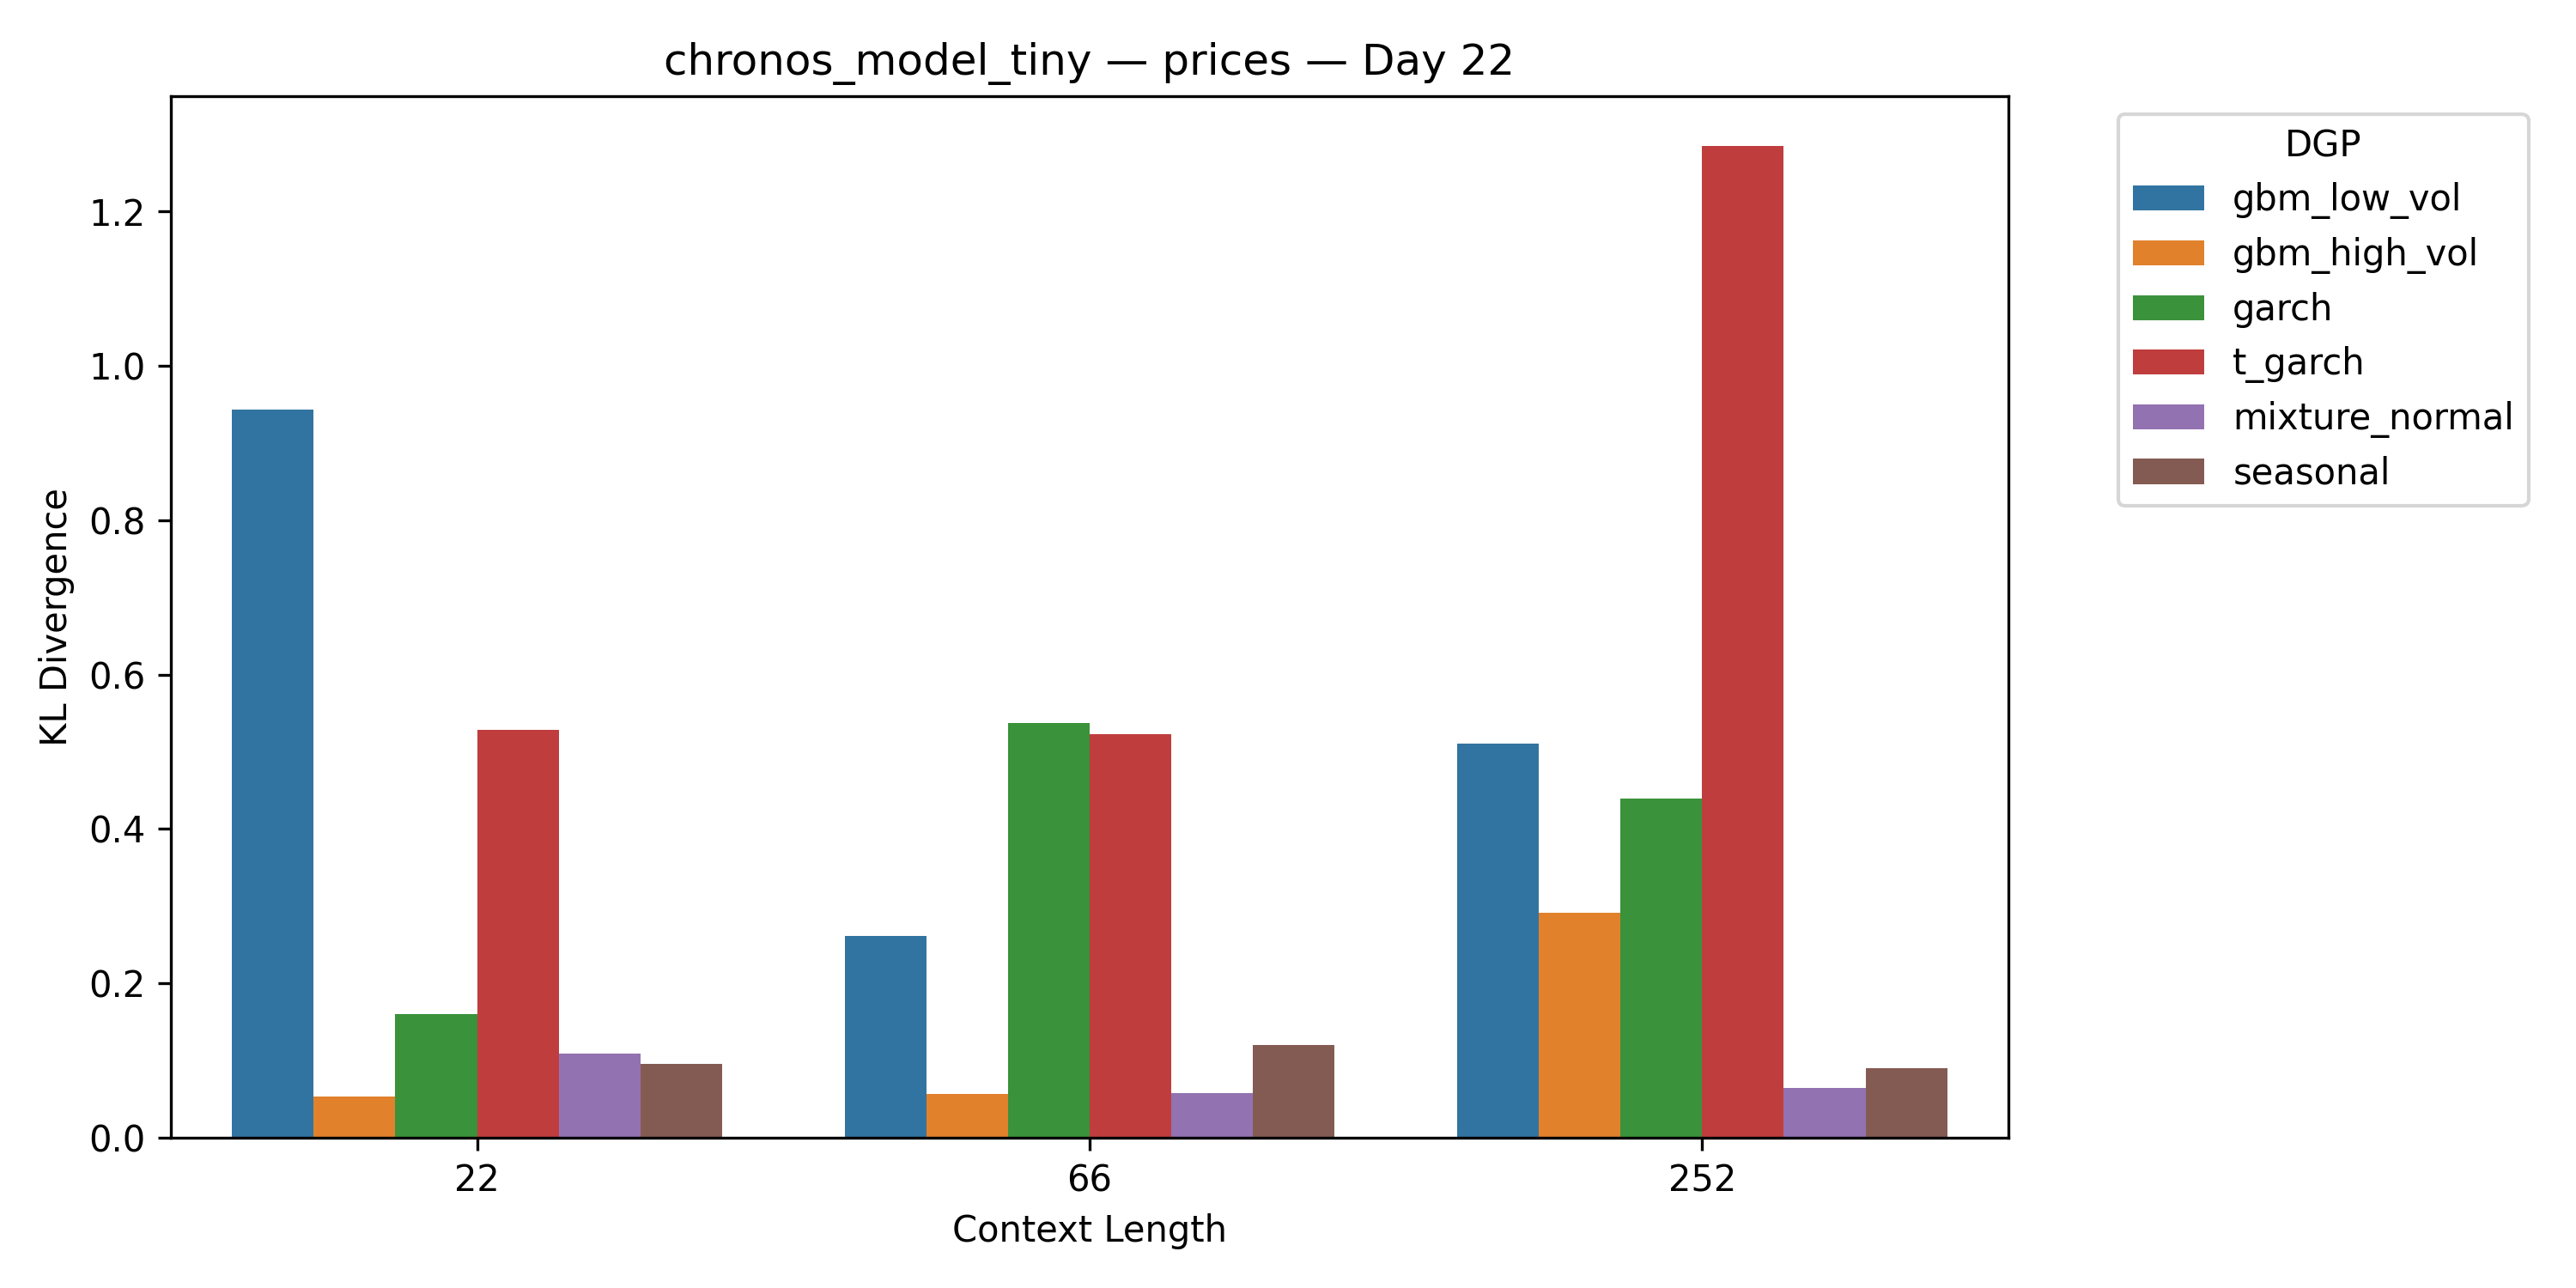 chronos_model_tiny — prices — Day 22
KL Divergence
1.2
1.0
0.8
0.6
0.4
0.2
0.0
22
66
252
Context Length
DGP
gbm_low_vol
gbm_high_vol
garch
t_garch
mixture_normal
seasonal